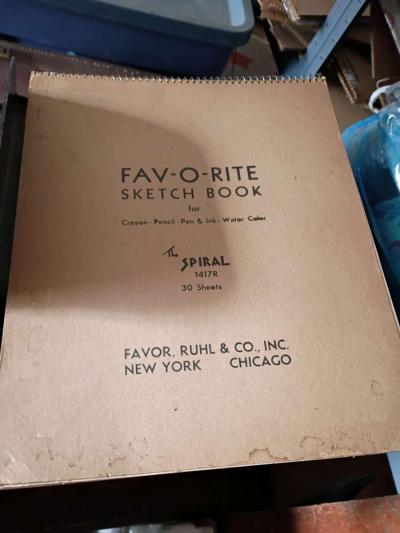 FAV-O-RITE
SKETCH BOOK
for
Crayon - Pencil - Pen & Ink - Water Color
The SPIRAL
1417R
30 Sheets
FAVOR, RUHL & CO., INC.
NEW YORK CHICAGO